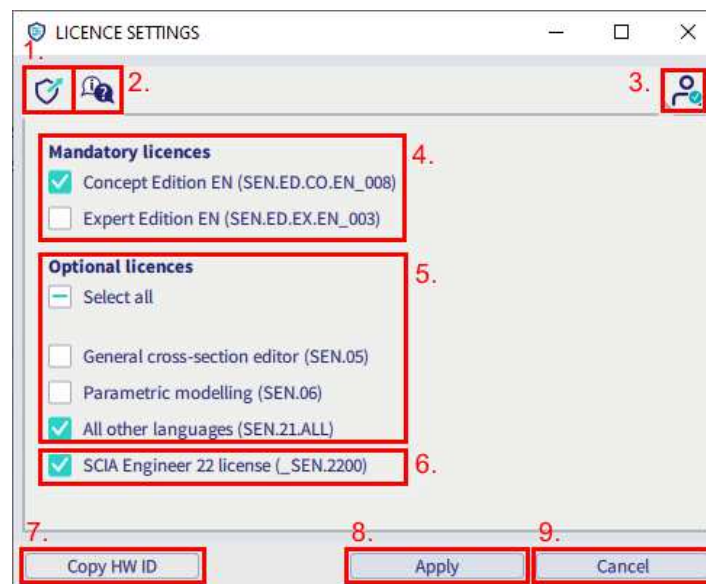 LICENCE SETTINGS
1.
2.
3.
Mandatory licences
4.
Concept Edition EN (SEN.ED.CO.EN_008)
Expert Edition EN (SEN.ED.EX.EN_003)
Optional licences
5.
Select all
General cross-section editor (SEN.05)
Parametric modelling (SEN.06)
All other languages (SEN.21.ALL)
SCIA Engineer 22 license (_SEN.2200)
6.
7.
8.
9.
Copy HW ID
Apply
Cancel